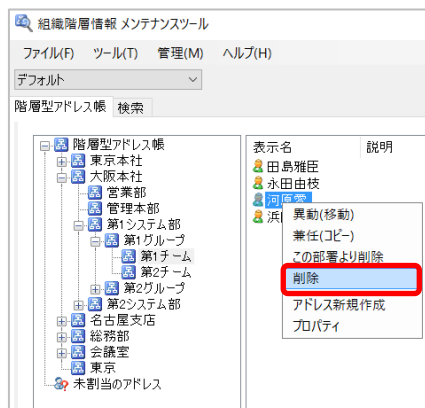 組織階層情報 メンテナンスツール
ファイル(F) ツール(T) 管理(M) ヘルプ(H)
デフォルト
階層型アドレス帳 検索
階層型アドレス帳
東京本社
大阪本社
営業部
管理本部
第1システム部
第1グループ
第1チーム
第2チーム
第2グループ
第2システム部
名古屋支店
総務部
会議室
東京
未割当のアドレス
表示名 説明
田島雅臣
永田由枝
河原愛
異動(移動)
兼任(コピー)
この部署より削除
削除
アドレス新規作成
プロパティ